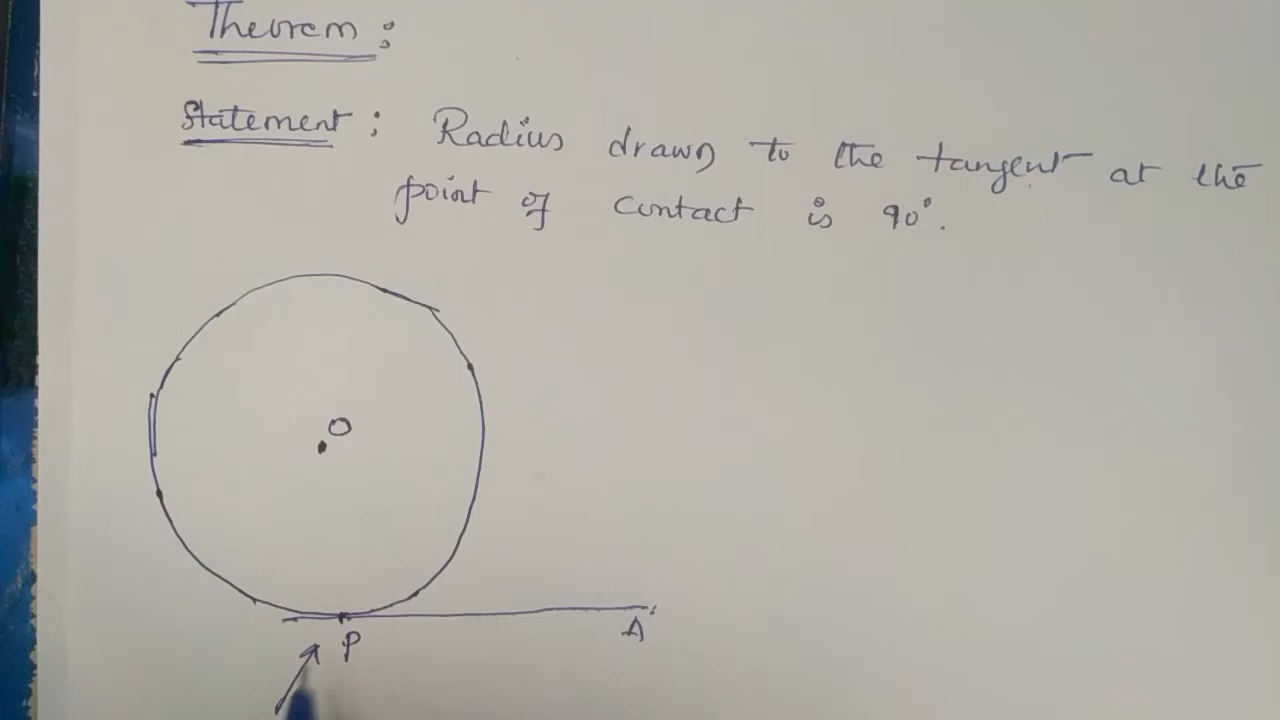 Theorem:
Statement: Radius drawn to the tangent at the
point of contact is 90°.
O
P
A